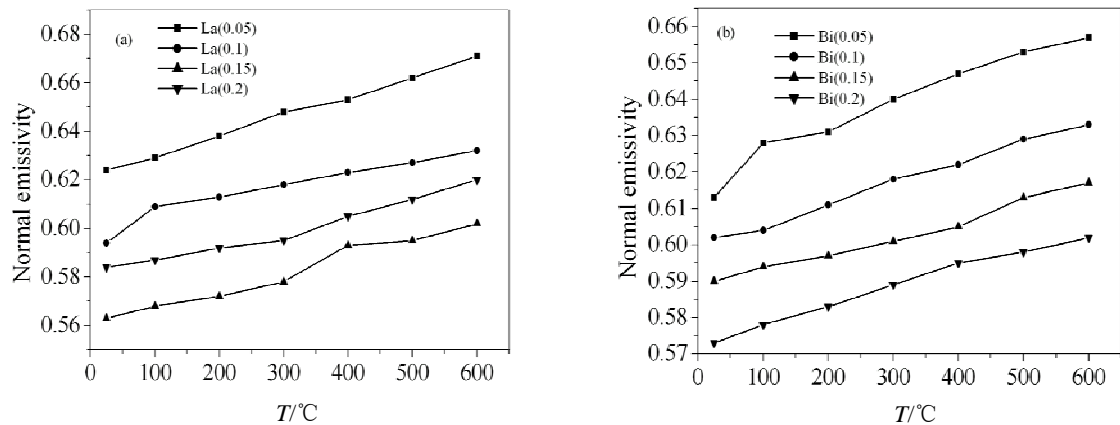 (a)
La(0.05)
La(0.1)
La(0.15)
La(0.2)
Normal emissivity
0.68
0.66
0.64
0.62
0.60
0.58
0.56
0 100 200 300 400 500 600
T/℃
(b)
Bi(0.05)
Bi(0.1)
Bi(0.15)
Bi(0.2)
Normal emissivity
0.66
0.65
0.64
0.63
0.62
0.61
0.60
0.59
0.58
0.57
0 100 200 300 400 500 600
T/℃